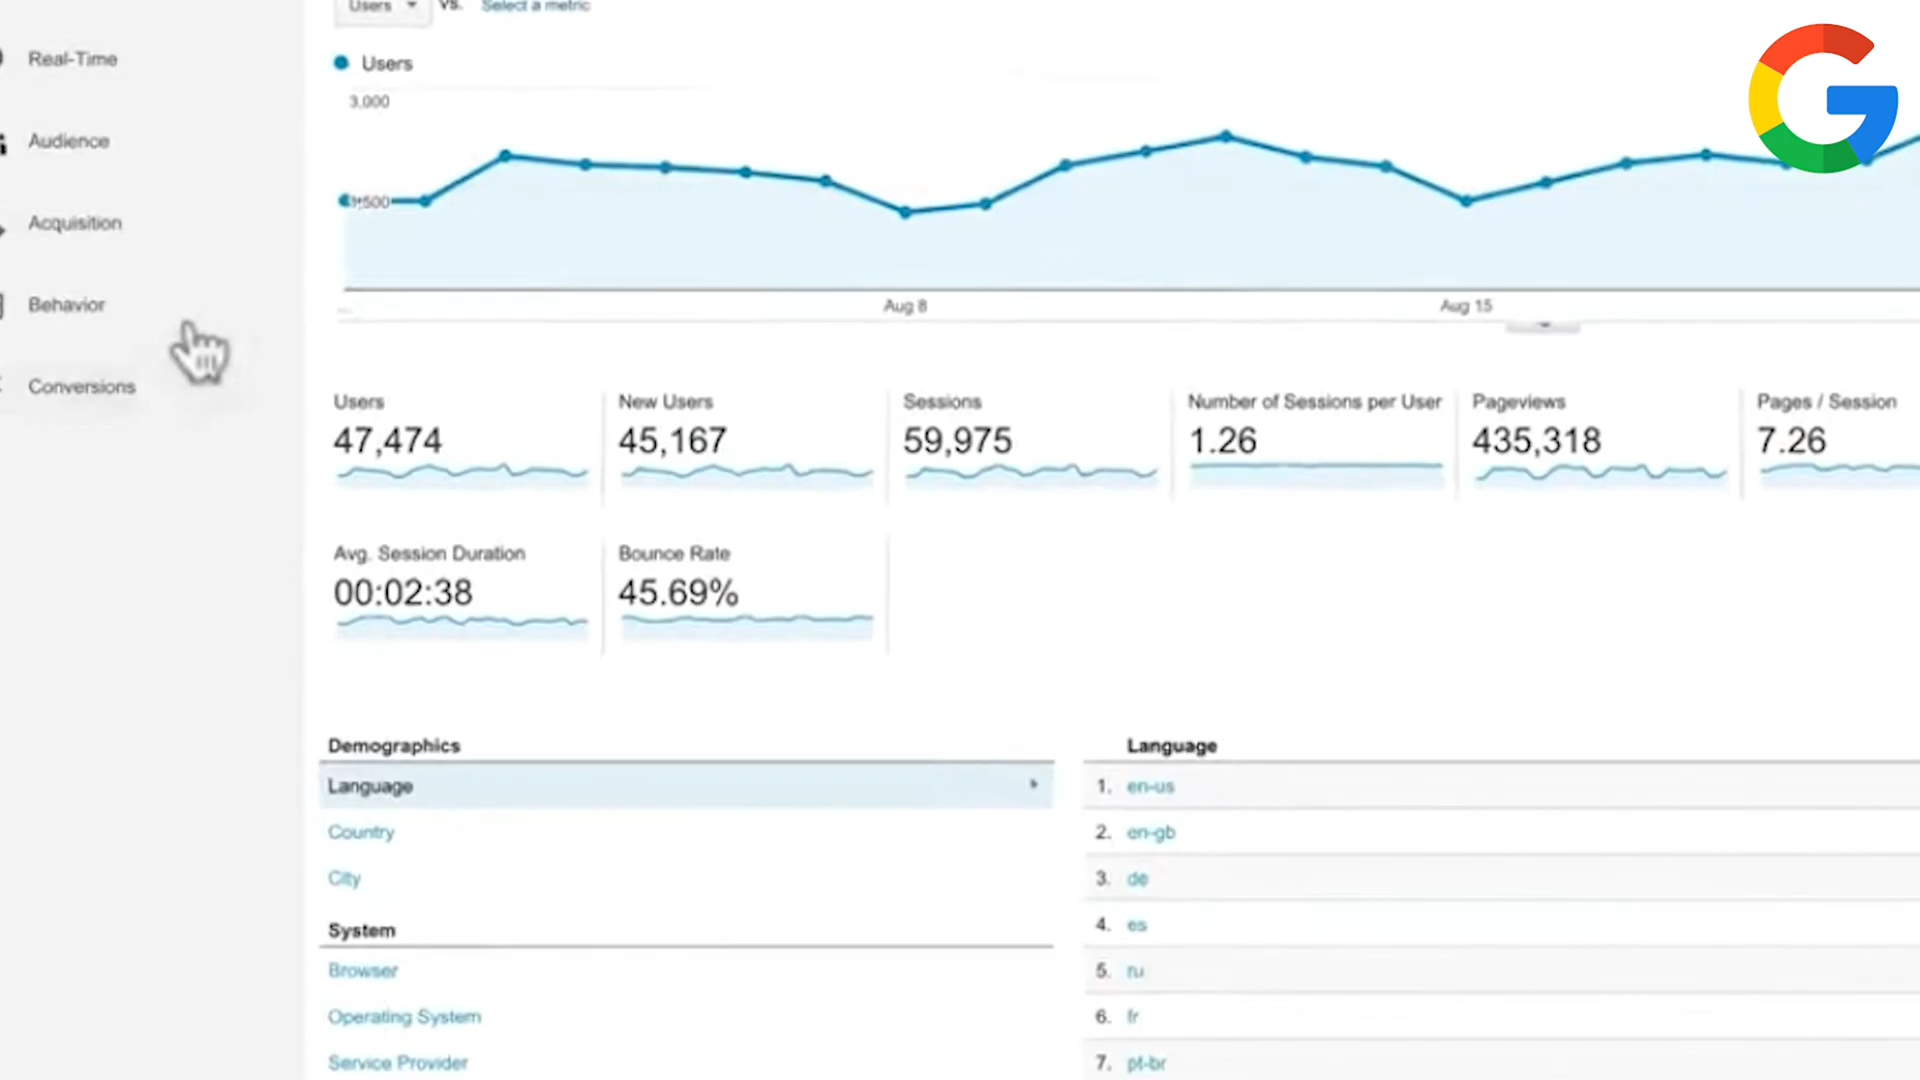 Users vs. Select a metric
Real-Time
Users
3,000
Audience
1,500
Acquisition
Behavior
Aug 8
Aug 15
Conversions
Users
47,474
New Users
45,167
Sessions
59,975
Number of Sessions per User
1.26
Pageviews
435,318
Pages / Session
7.26
Avg. Session Duration
00:02:38
Bounce Rate
45.69%
Demographics
Language
Country
City
System
Browser
Operating System
Service Provider
Language
1. en-us
2. en-gb
3. de
4. es
5. ru
6. fr
7. pt-br